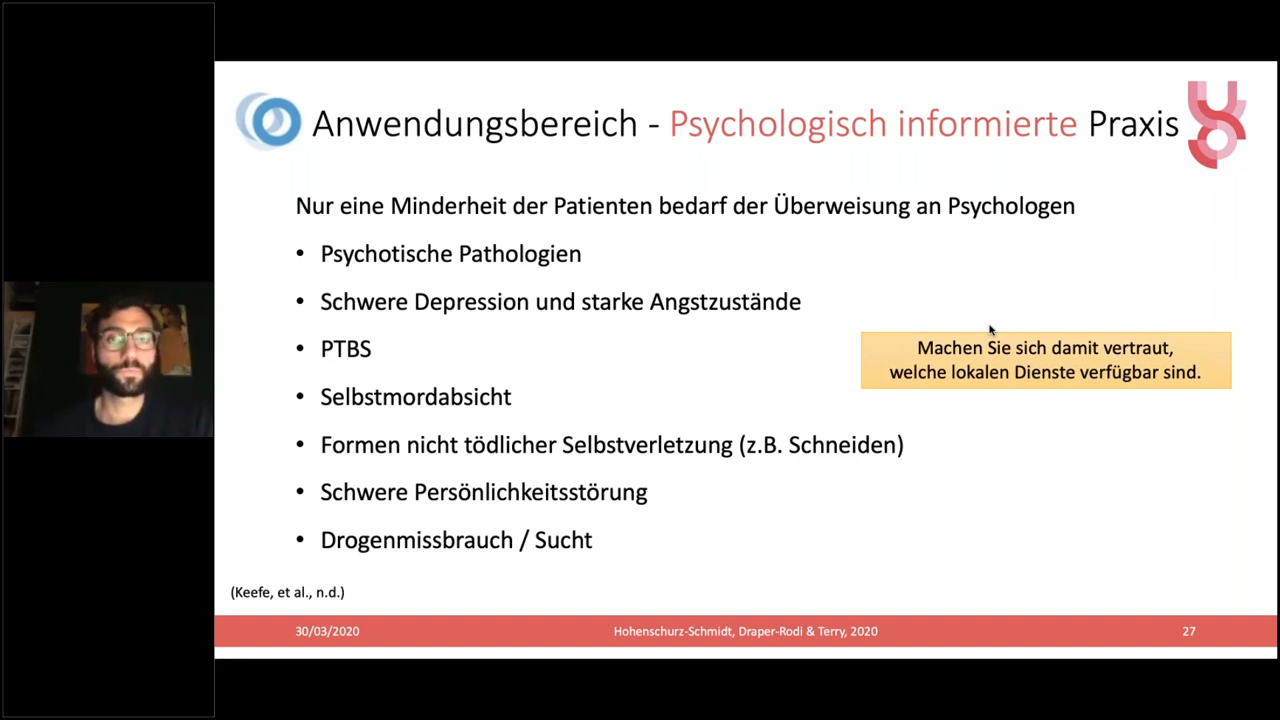 Anwendungsbereich - Psychologisch informierte Praxis
Nur eine Minderheit der Patienten bedarf der Überweisung an Psychologen
• Psychotische Pathologien
• Schwere Depression und starke Angstzustände
• PTBS
Machen Sie sich damit vertraut,
welche lokalen Dienste verfügbar sind.
• Selbstmordabsicht
• Formen nicht tödlicher Selbstverletzung (z.B. Schneiden)
• Schwere Persönlichkeitsstörung
• Drogenmissbrauch / Sucht
(Keefe, et al., n.d.)
30/03/2020 Hohenschurz-Schmidt, Draper-Rodi & Terry, 2020 27